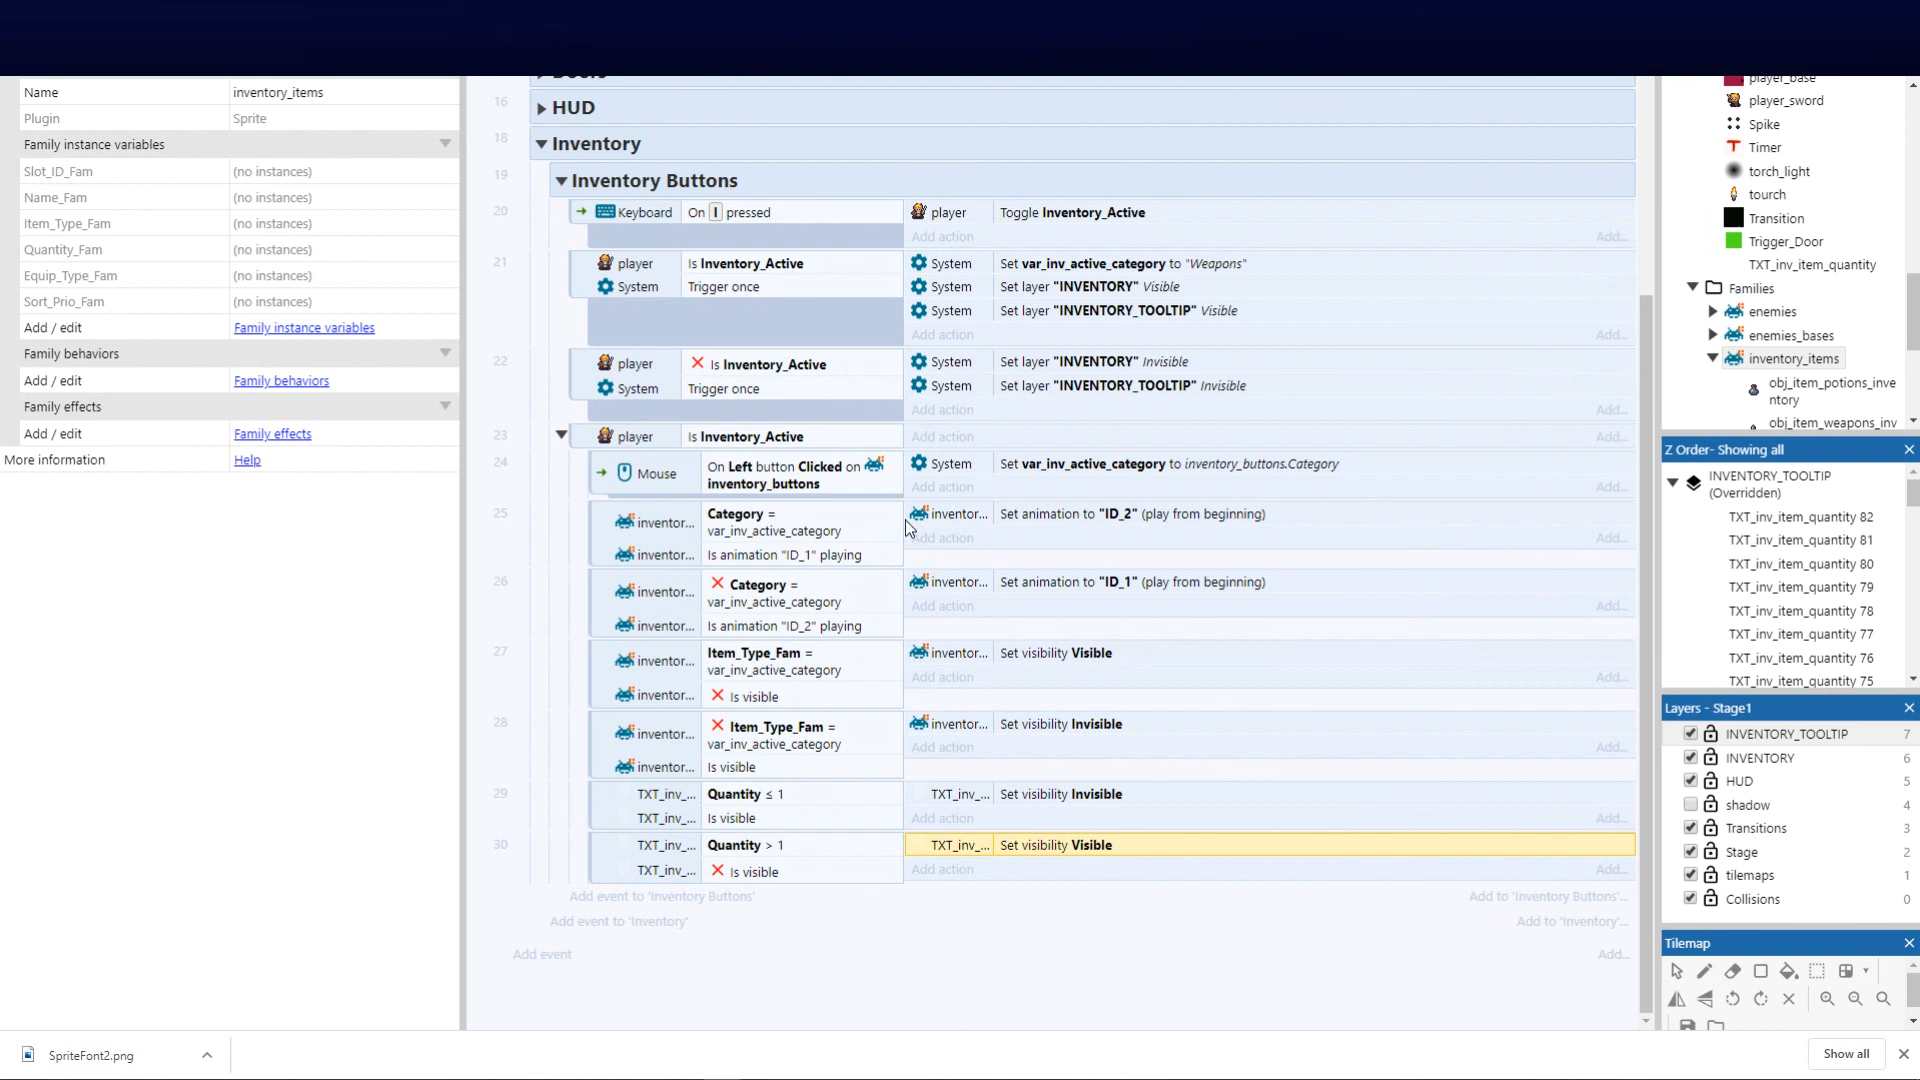 Name inventory_items
Plugin Sprite
Family instance variables
Slot_ID_Fam (no instances)
Name_Fam (no instances)
Item_Type_Fam (no instances)
Quantity_Fam (no instances)
Equip_Type_Fam (no instances)
Sort_Prio_Fam (no instances)
Add / edit Family instance variables
Family behaviors
Add / edit Family behaviors
Family effects
Add / edit Family effects
More information Help
16 HUD
18 Inventory
19 Inventory Buttons
20 Keyboard On I pressed player Toggle Inventory_Active
Add action Add...
21 player Is Inventory_Active System Set var_inv_active_category to "Weapons"
System Trigger once System Set layer "INVENTORY" Visible
System Set layer "INVENTORY_TOOLTIP" Visible
Add action Add...
22 player Is Inventory_Active System Set layer "INVENTORY" Invisible
System Trigger once System Set layer "INVENTORY_TOOLTIP" Invisible
Add action Add...
23 player Is Inventory_Active Add action Add...
24 Mouse On Left button Clicked on inventory_buttons System Set var_inv_active_category to inventory_buttons.Category
Add action Add...
25 inventor... Category = var_inv_active_category inventor... Set animation to "ID_2" (play from beginning)
inventor... Is animation "ID_1" playing Add action Add...
26 inventor... Category = var_inv_active_category inventor... Set animation to "ID_1" (play from beginning)
inventor... Is animation "ID_2" playing Add action Add...
27 inventor... Item_Type_Fam = var_inv_active_category inventor... Set visibility Visible
inventor... Is visible Add action Add...
28 inventor... Item_Type_Fam = var_inv_active_category inventor... Set visibility Invisible
inventor... Is visible Add action Add...
29 TXT_inv_... Quantity ≤ 1 TXT_inv_... Set visibility Invisible
TXT_inv_... Is visible Add action Add...
30 TXT_inv_... Quantity > 1 TXT_inv_... Set visibility Visible
TXT_inv_... Is visible Add action Add...
Add event to 'Inventory Buttons' Add to 'Inventory Buttons'...
Add event to 'Inventory' Add to 'Inventory'...
Add event Add...
player_base
player_sword
Spike
Timer
torch_light
tourch
Transition
Trigger_Door
TXT_inv_item_quantity
Families
enemies
enemies_bases
inventory_items
obj_item_potions_inve
ntory
obj_item_weapons_inv
Z Order- Showing all
INVENTORY_TOOLTIP
(Overridden)
TXT_inv_item_quantity 82
TXT_inv_item_quantity 81
TXT_inv_item_quantity 80
TXT_inv_item_quantity 79
TXT_inv_item_quantity 78
TXT_inv_item_quantity 77
TXT_inv_item_quantity 76
TXT_inv_item_quantity 75
Layers - Stage1
INVENTORY_TOOLTIP 7
INVENTORY 6
HUD 5
shadow 4
Transitions 3
Stage 2
tilemaps 1
Collisions 0
Tilemap
SpriteFont2.png Show all